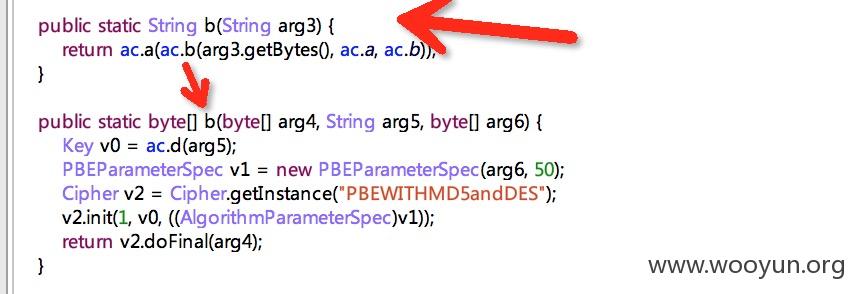 public static String b(String arg3) {
return ac.a(ac.b(arg3.getBytes(), ac.a, ac.b));
}
public static byte[] b(byte[] arg4, String arg5, byte[] arg6) {
Key v0 = ac.d(arg5);
PBEParameterSpec v1 = new PBEParameterSpec(arg6, 50);
Cipher v2 = Cipher.getInstance("PBEWITHMD5andDES");
v2.init(1, v0, ((AlgorithmParameterSpec)v1));
return v2.doFinal(arg4);
}
www.wooyun.org